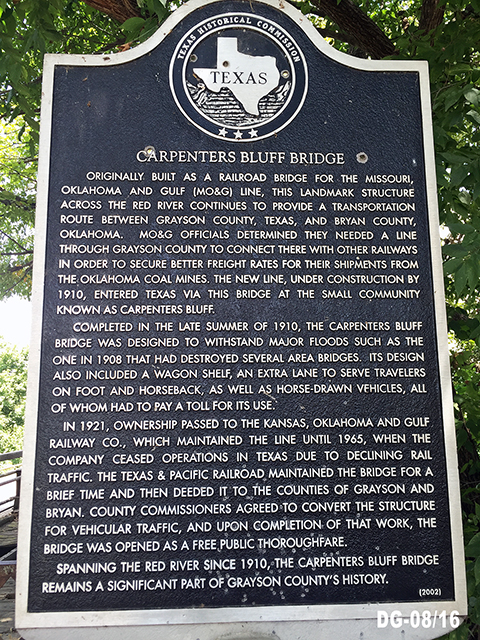 TEXAS HISTORICAL COMMISSION
TEXAS
CARPENTERS BLUFF BRIDGE
ORIGINALLY BUILT AS A RAILROAD BRIDGE FOR THE MISSOURI,
OKLAHOMA AND GULF (MO&G) LINE, THIS LANDMARK STRUCTURE
ACROSS THE RED RIVER CONTINUES TO PROVIDE A TRANSPORTATION
ROUTE BETWEEN GRAYSON COUNTY, TEXAS, AND BRYAN COUNTY,
OKLAHOMA. MO&G OFFICIALS DETERMINED THEY NEEDED A LINE
THROUGH GRAYSON COUNTY TO CONNECT THERE WITH OTHER RAILWAYS
IN ORDER TO SECURE BETTER FREIGHT RATES FOR THEIR SHIPMENTS FROM
THE OKLAHOMA COAL MINES. THE NEW LINE, UNDER CONSTRUCTION BY
1910, ENTERED TEXAS VIA THIS BRIDGE AT THE SMALL COMMUNITY
KNOWN AS CARPENTERS BLUFF.
COMPLETED IN THE LATE SUMMER OF 1910, THE CARPENTERS BLUFF
BRIDGE WAS DESIGNED TO WITHSTAND MAJOR FLOODS SUCH AS THE
ONE IN 1908 THAT HAD DESTROYED SEVERAL AREA BRIDGES. ITS DESIGN
ALSO INCLUDED A WAGON SHELF, AN EXTRA LANE TO SERVE TRAVELERS
ON FOOT AND HORSEBACK, AS WELL AS HORSE-DRAWN VEHICLES, ALL
OF WHOM HAD TO PAY A TOLL FOR ITS USE.
IN 1921, OWNERSHIP PASSED TO THE KANSAS, OKLAHOMA AND GULF
RAILWAY CO., WHICH MAINTAINED THE LINE UNTIL 1965, WHEN THE
COMPANY CEASED OPERATIONS IN TEXAS DUE TO DECLINING RAIL
TRAFFIC. THE TEXAS & PACIFIC RAILROAD MAINTAINED THE BRIDGE FOR A
BRIEF TIME AND THEN DEEDED IT TO THE COUNTIES OF GRAYSON AND
BRYAN. COUNTY COMMISSIONERS AGREED TO CONVERT THE STRUCTURE
FOR VEHICULAR TRAFFIC, AND UPON COMPLETION OF THAT WORK, THE
BRIDGE WAS OPENED AS A FREE PUBLIC THOROUGHFARE.
SPANNING THE RED RIVER SINCE 1910, THE CARPENTERS BLUFF BRIDGE
REMAINS A SIGNIFICANT PART OF GRAYSON COUNTY'S HISTORY.
(2002)
DG-08/16